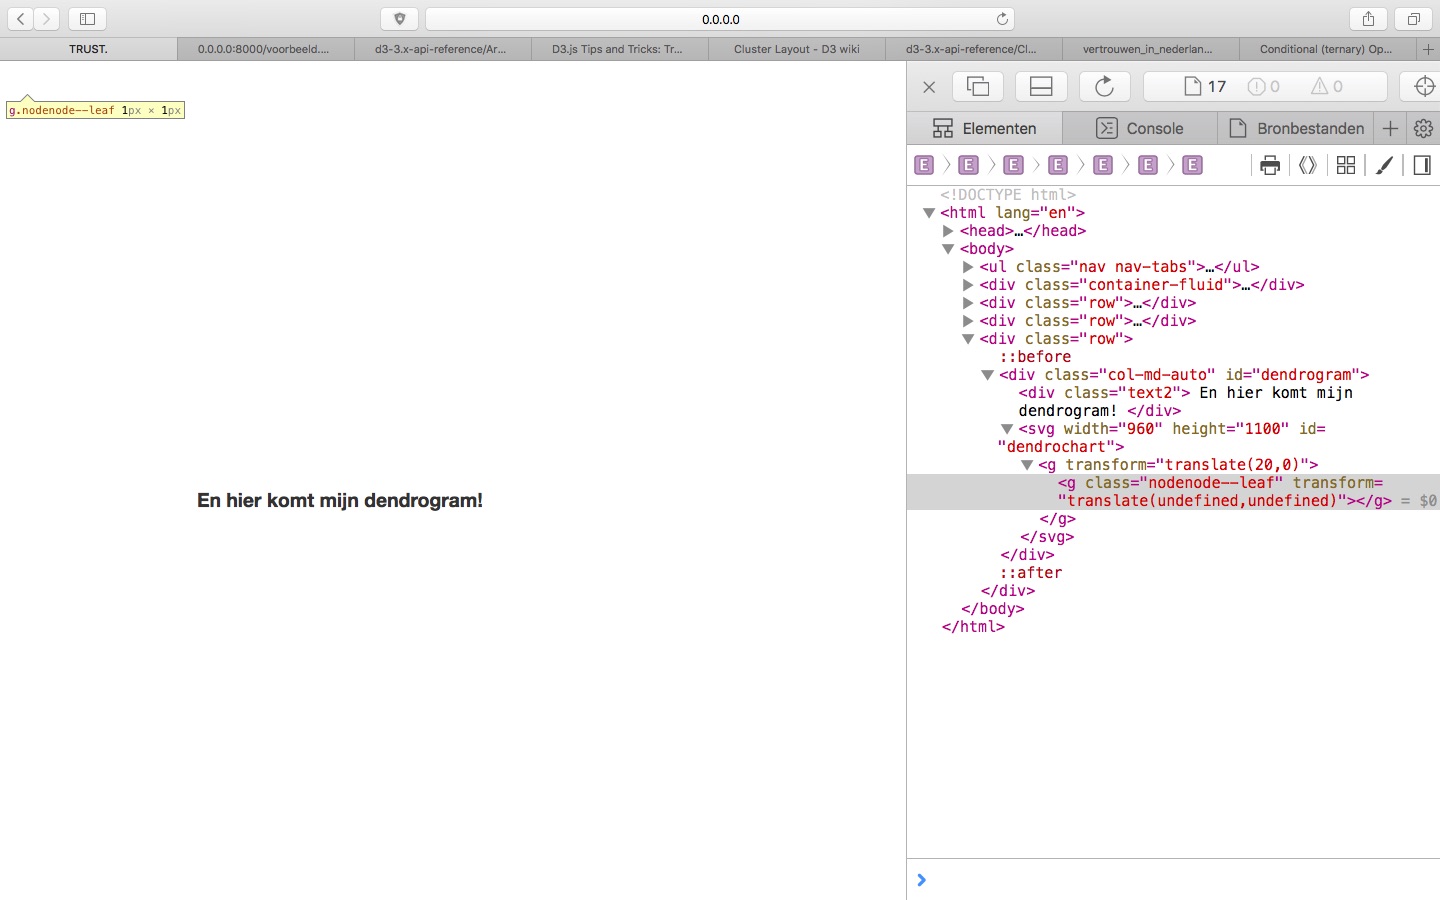 0.0.0.0
TRUST.
0.0.0.0:8000/voorbeeld....
d3-3.x-api-reference/Ar...
D3.js Tips and Tricks: Tr...
Cluster Layout - D3 wiki
d3-3.x-api-reference/Cl...
vertrouwen_in_nederlan...
Conditional (ternary) Op...
g.nodenode--leaf 1px × 1px
En hier komt mijn dendrogram!
17
0
0
Elementen
Console
Bronbestanden
E E E E E E E
<!DOCTYPE html>
<html lang="en">
<head>…</head>
<body>
<ul class="nav nav-tabs">…</ul>
<div class="container-fluid">…</div>
<div class="row">…</div>
<div class="row">…</div>
<div class="row">
::before
<div class="col-md-auto" id="dendrogram">
<div class="text2"> En hier komt mijn
dendrogram! </div>
<svg width="960" height="1100" id=
"dendrochart">
<g transform="translate(20,0)">
<g class="nodenode--leaf" transform=
"translate(undefined,undefined)"></g> = $0
</g>
</svg>
</div>
::after
</div>
</body>
</html>